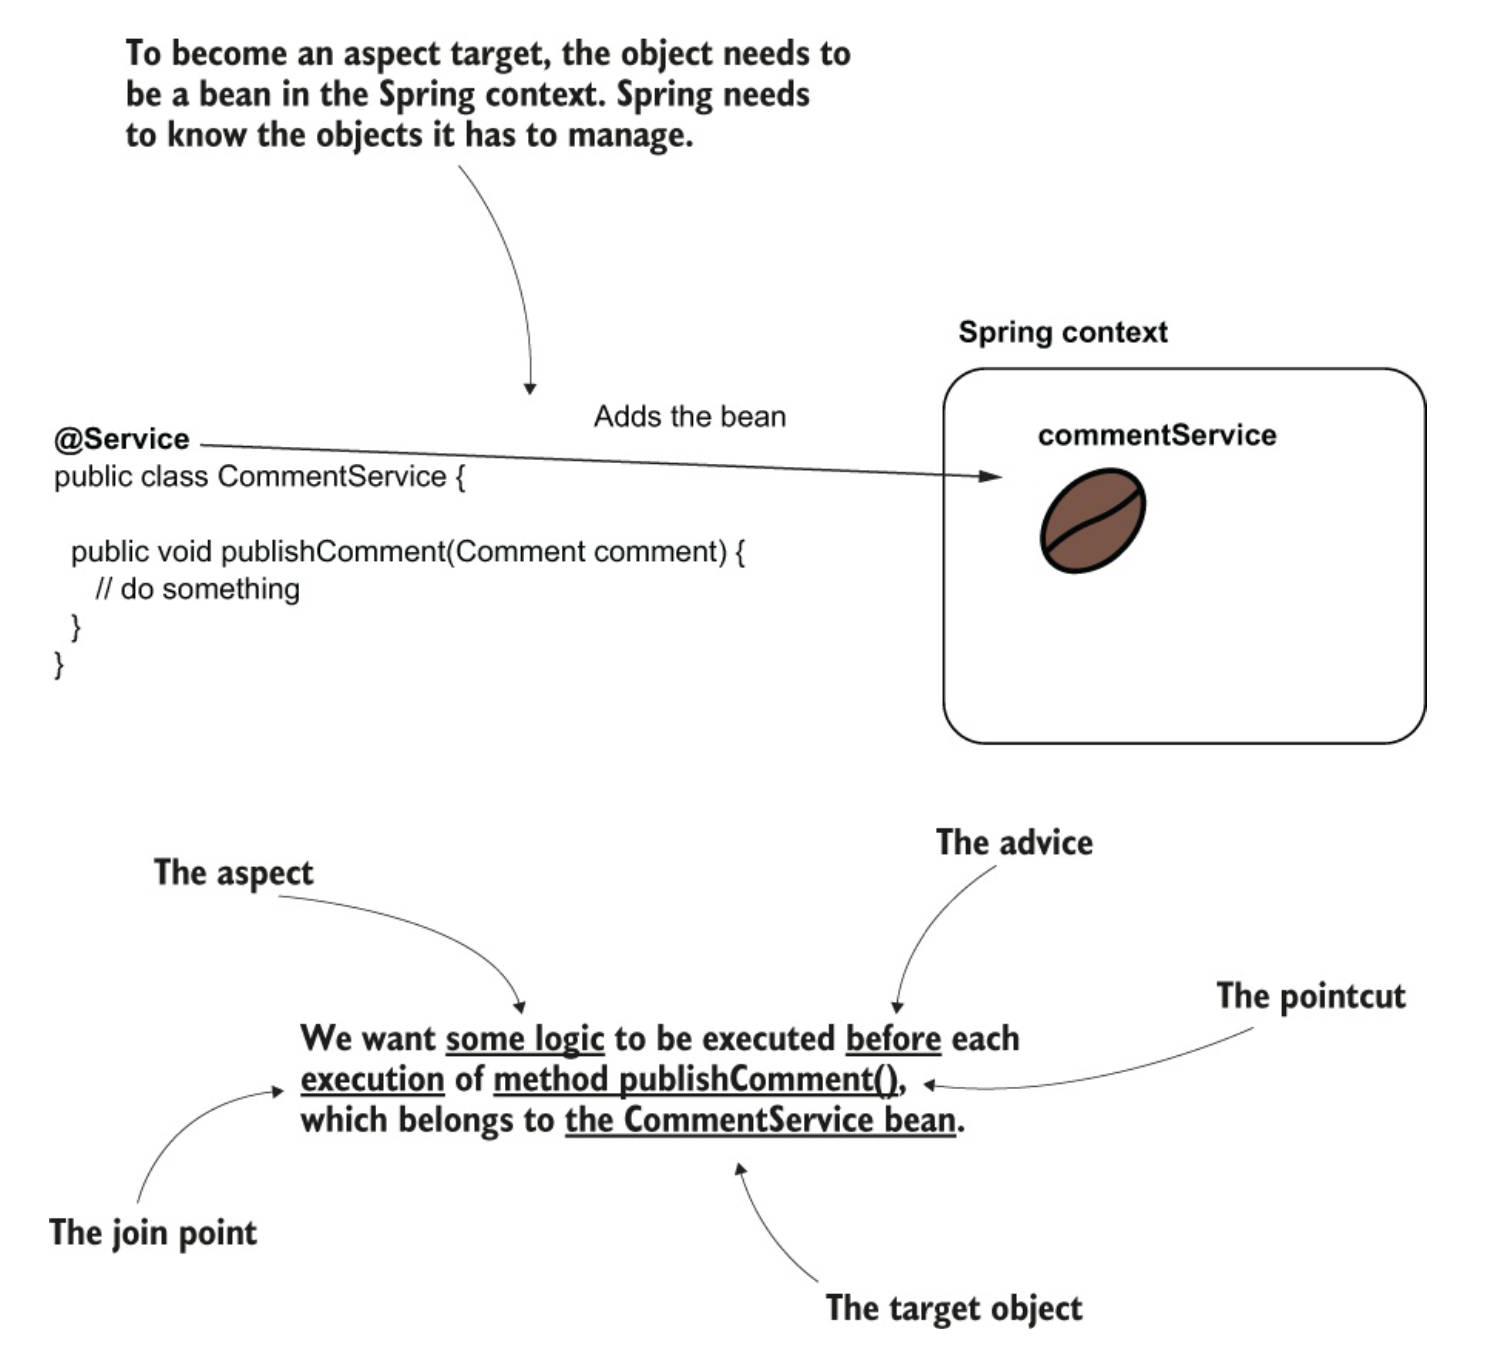 To become an aspect target, the object needs to
be a bean in the Spring context. Spring needs
to know the objects it has to manage.
Spring context
Adds the bean
commentService
@Service
public class CommentService {
public void publishComment(Comment comment) {
// do something
}
}
The advice
The aspect
The pointcut
We want some logic to be executed before each
execution of method publishComment(),
which belongs to the CommentService bean.
The join point
The target object